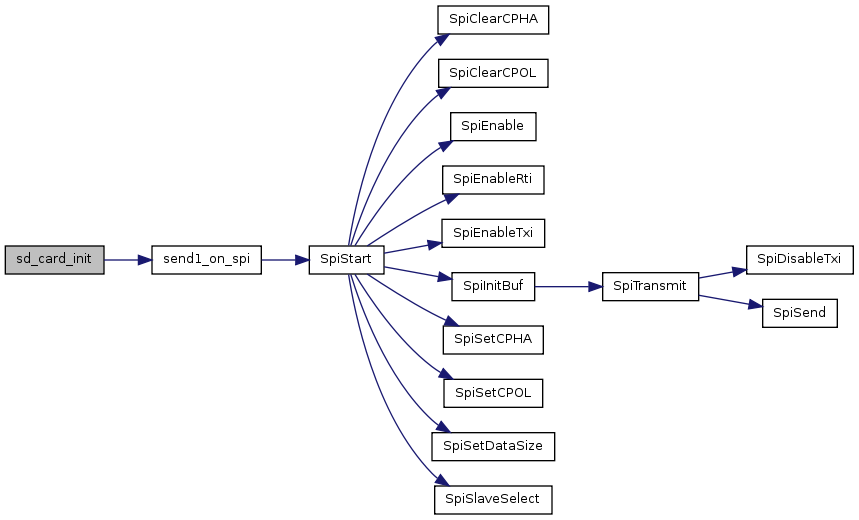 SpiClearCPHA
SpiClearCPOL
SpiEnable
SpiEnableRti
SpiEnableTxi
sd_card_init
send1_on_spi
SpiStart
SpiInitBuf
SpiTransmit
SpiDisableTxi
SpiSend
SpiSetCPHA
SpiSetCPOL
SpiSetDataSize
SpiSlaveSelect